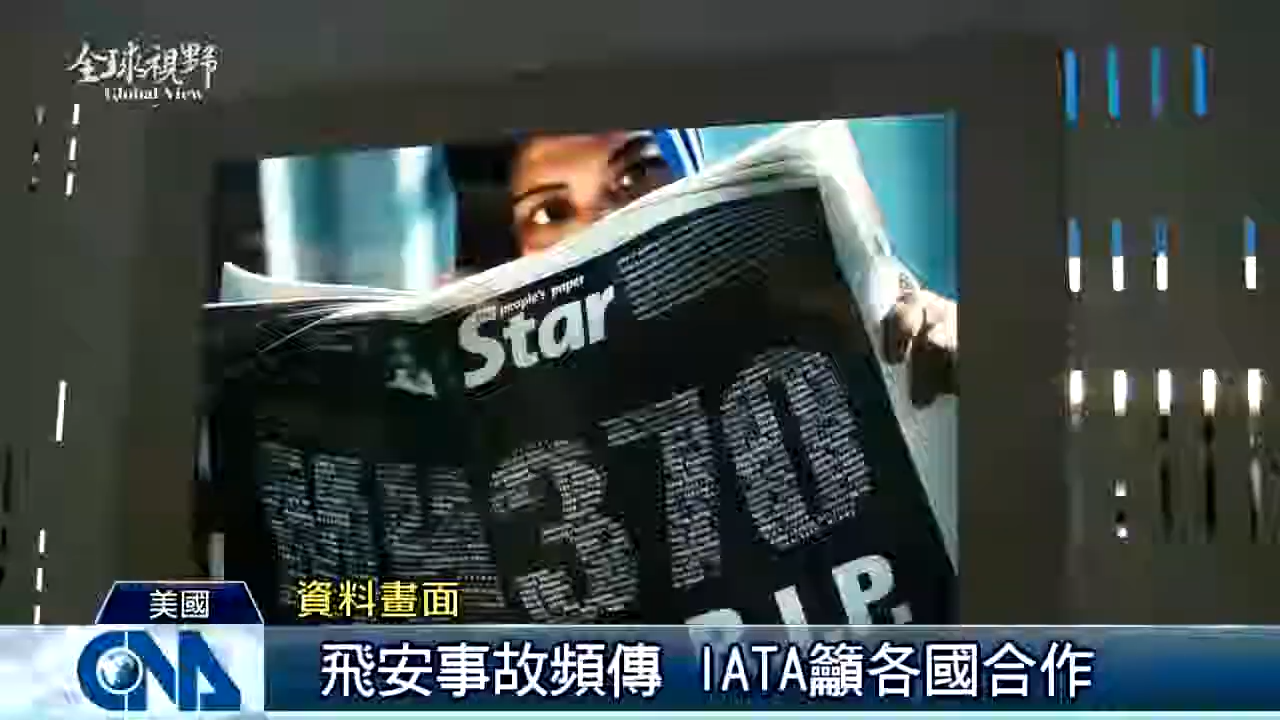 全球視野
Global View
the people's paper
Star
MH370
R.I.P.
美國
資料畫面
CNA
飛安事故頻傳 IATA籲各國合作